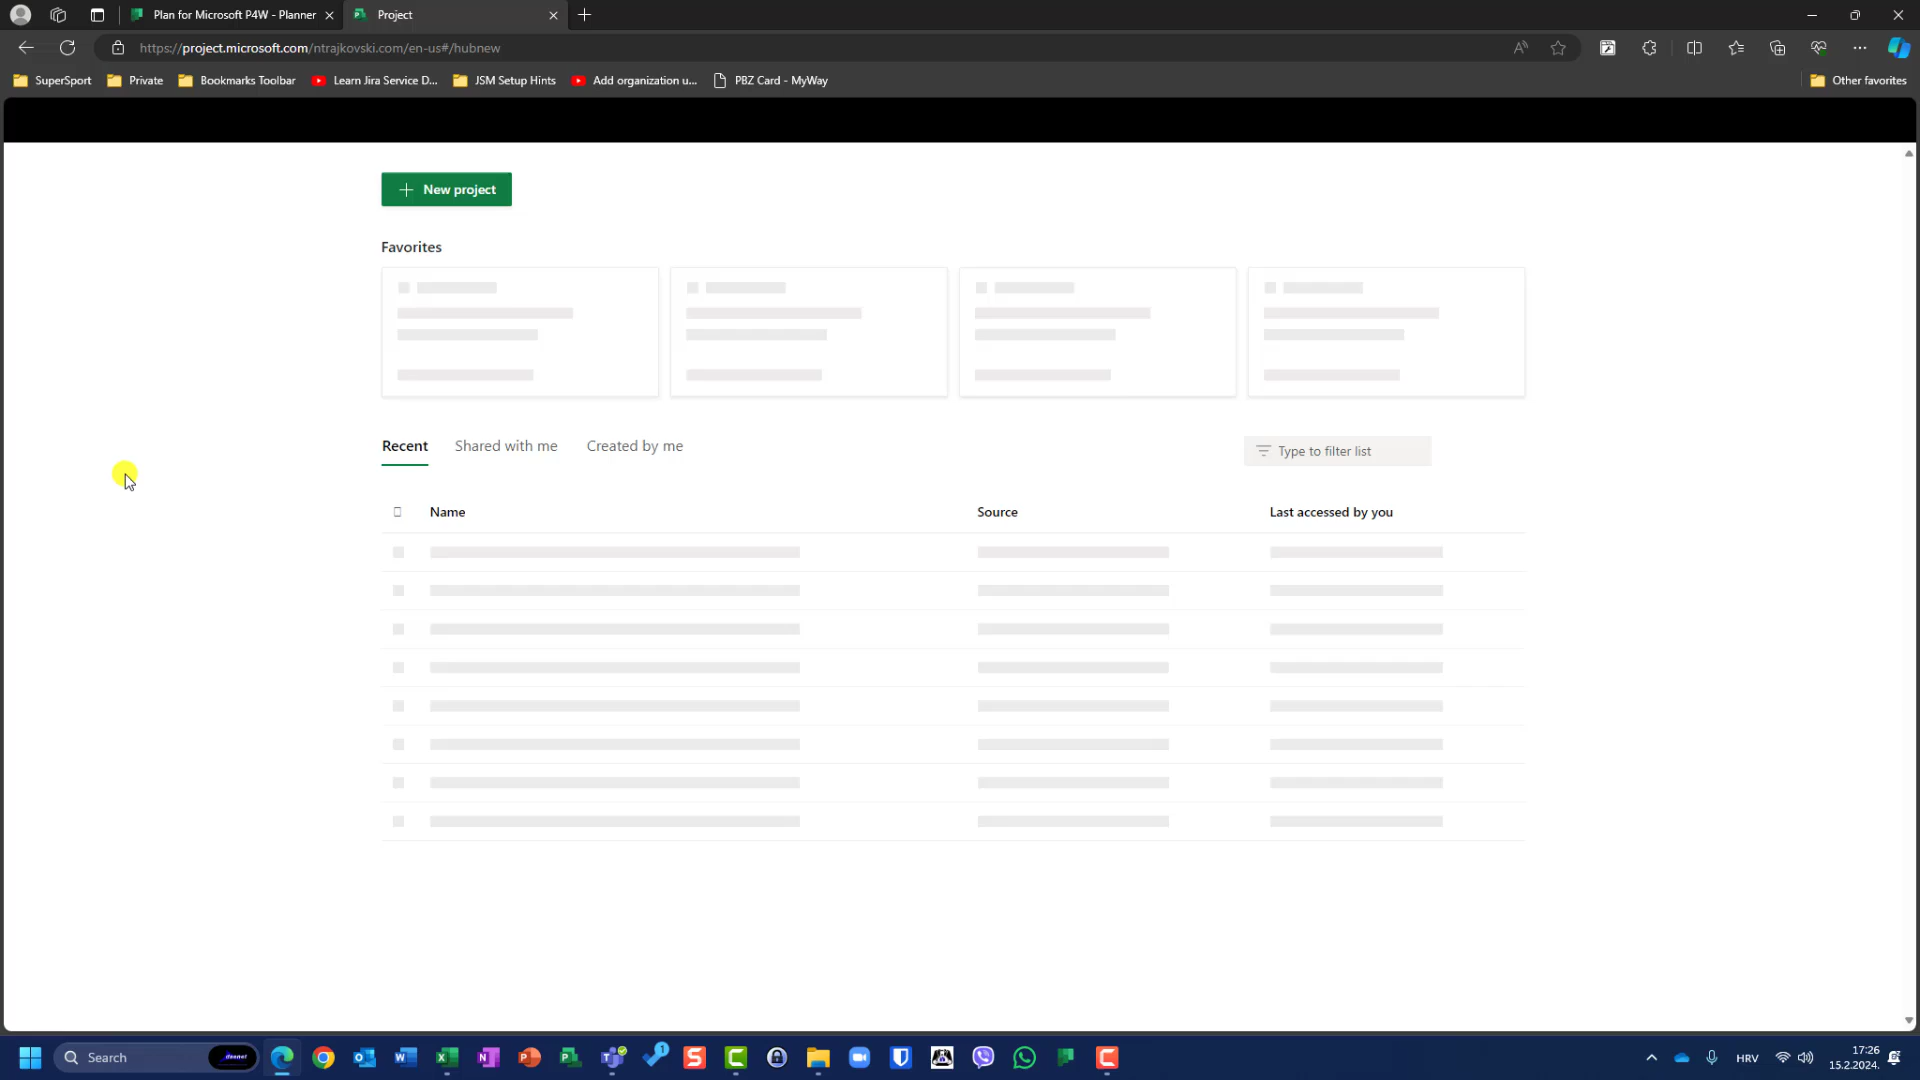 Plan for Microsoft P4W - Planner
Project
https://project.microsoft.com/ntrajkovski.com/en-us#/hubnew
SuperSport
Private
Bookmarks Toolbar
Learn Jira Service D...
JSM Setup Hints
Add organization u...
PBZ Card - MyWay
Other favorites
New project
Favorites
Recent
Shared with me
Created by me
Type to filter list
Name
Source
Last accessed by you
Search
1
HRV
17:26
15.2.2024.